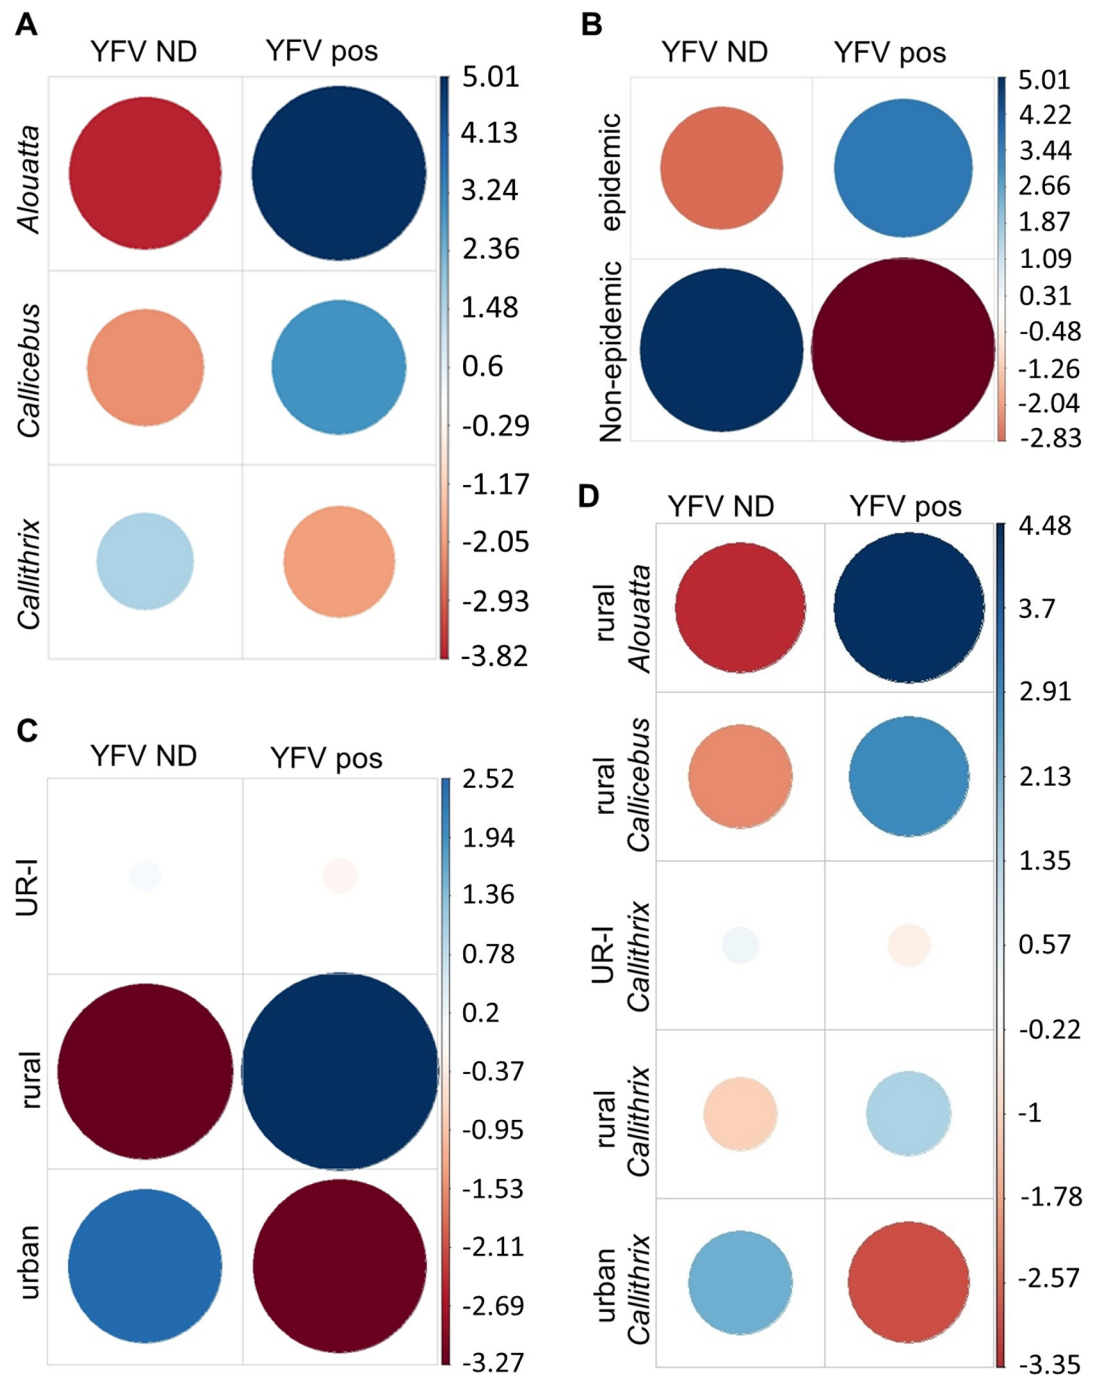 A
YFV ND YFV pos
Alouatta
Callicebus
Callithrix
5.01
4.13
3.24
2.36
1.48
0.6
-0.29
-1.17
-2.05
-2.93
-3.82
B
YFV ND YFV pos
epidemic
Non-epidemic
5.01
4.22
3.44
2.66
1.87
1.09
0.31
-0.48
-1.26
-2.04
-2.83
C
YFV ND YFV pos
UR-I
rural
urban
2.52
1.94
1.36
0.78
0.2
-0.37
-0.95
-1.53
-2.11
-2.69
-3.27
D
YFV ND YFV pos
rural
Alouatta
rural
Callicebus
UR-I
Callithrix
rural
Callithrix
urban
Callithrix
4.48
3.7
2.91
2.13
1.35
0.57
-0.22
-1
-1.78
-2.57
-3.35